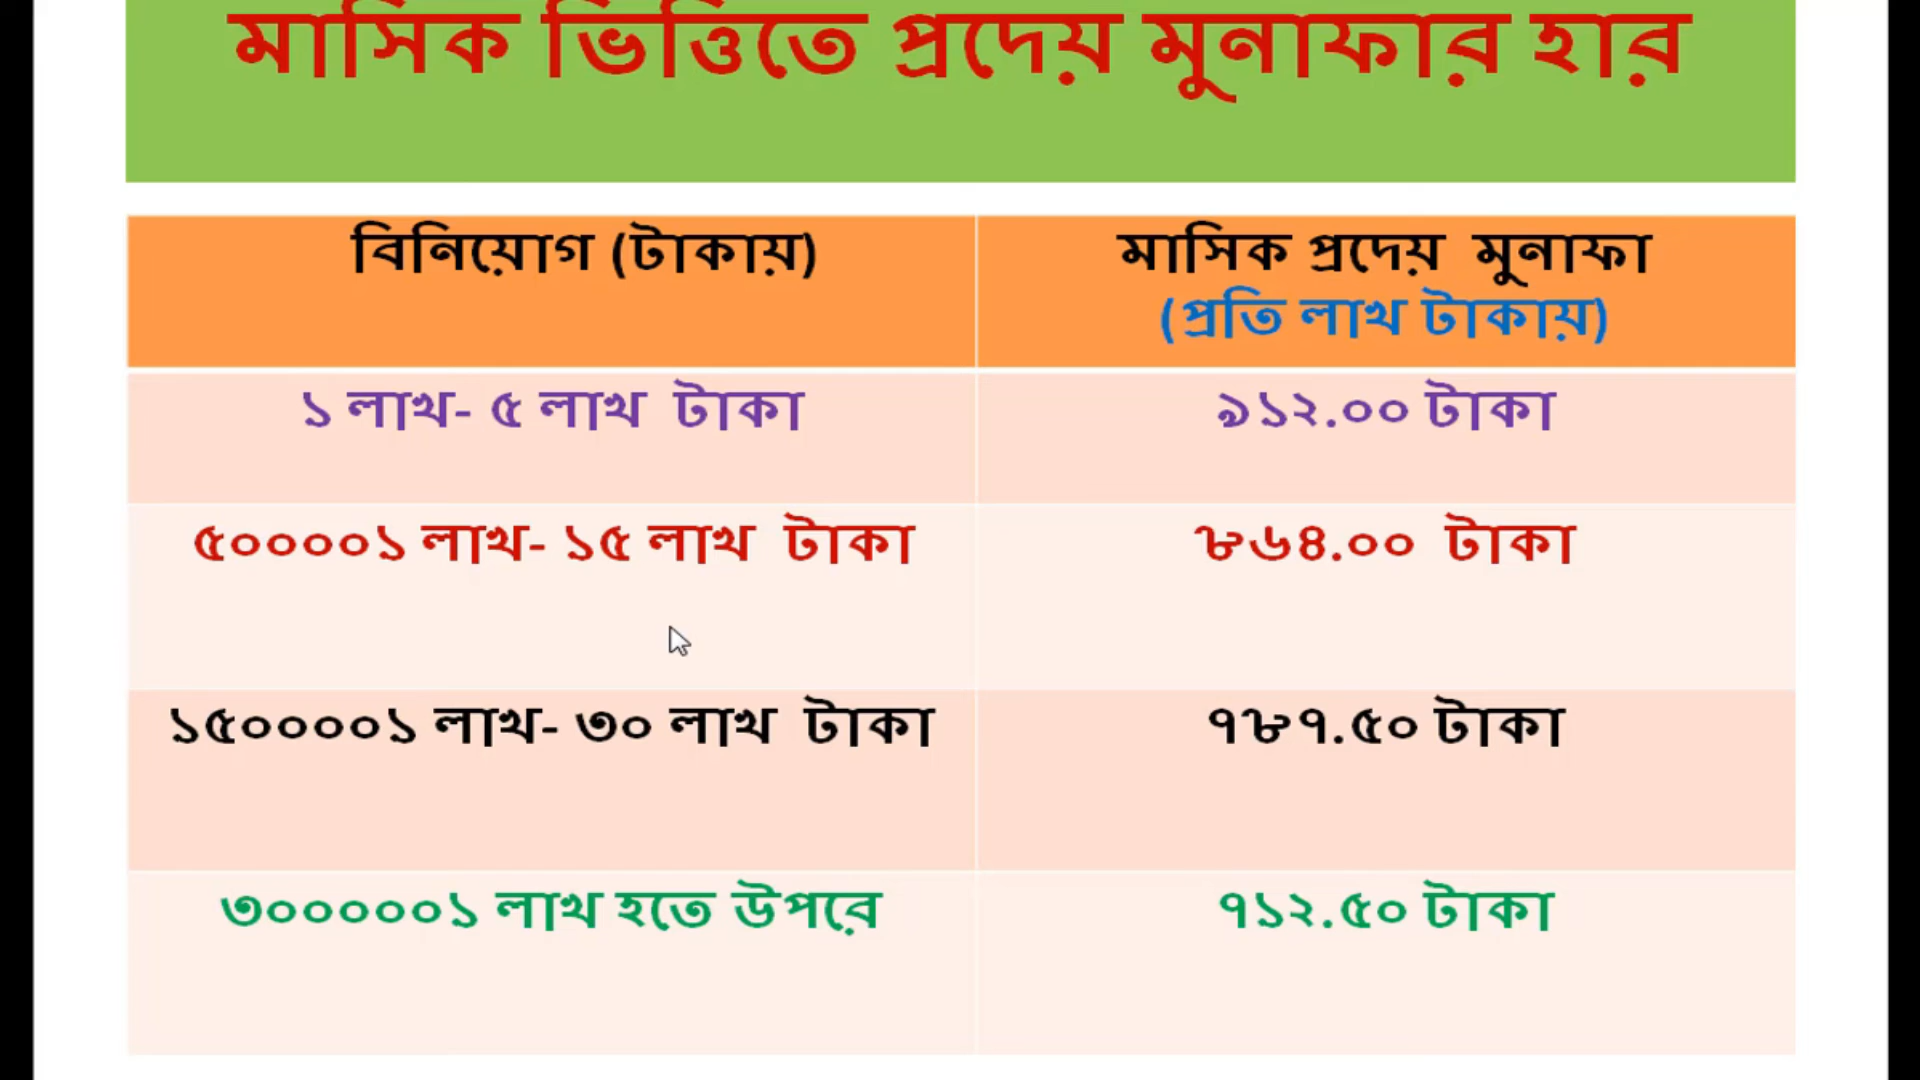 মাসিক ভিত্তিতে প্রদেয় মুনাফার হার
বিনিয়োগ (টাকায়)
মাসিক প্রদেয় মুনাফা
(প্রতি লাখ টাকায়)
১ লাখ- ৫ লাখ টাকা
৯১২.০০ টাকা
৫০০০০১ লাখ- ১৫ লাখ টাকা
৮৬৪.০০ টাকা
১৫০০০০১ লাখ- ৩০ লাখ টাকা
৭৮৭.৫০ টাকা
৩০০০০০১ লাখ হতে উপরে
৭১২.৫০ টাকা